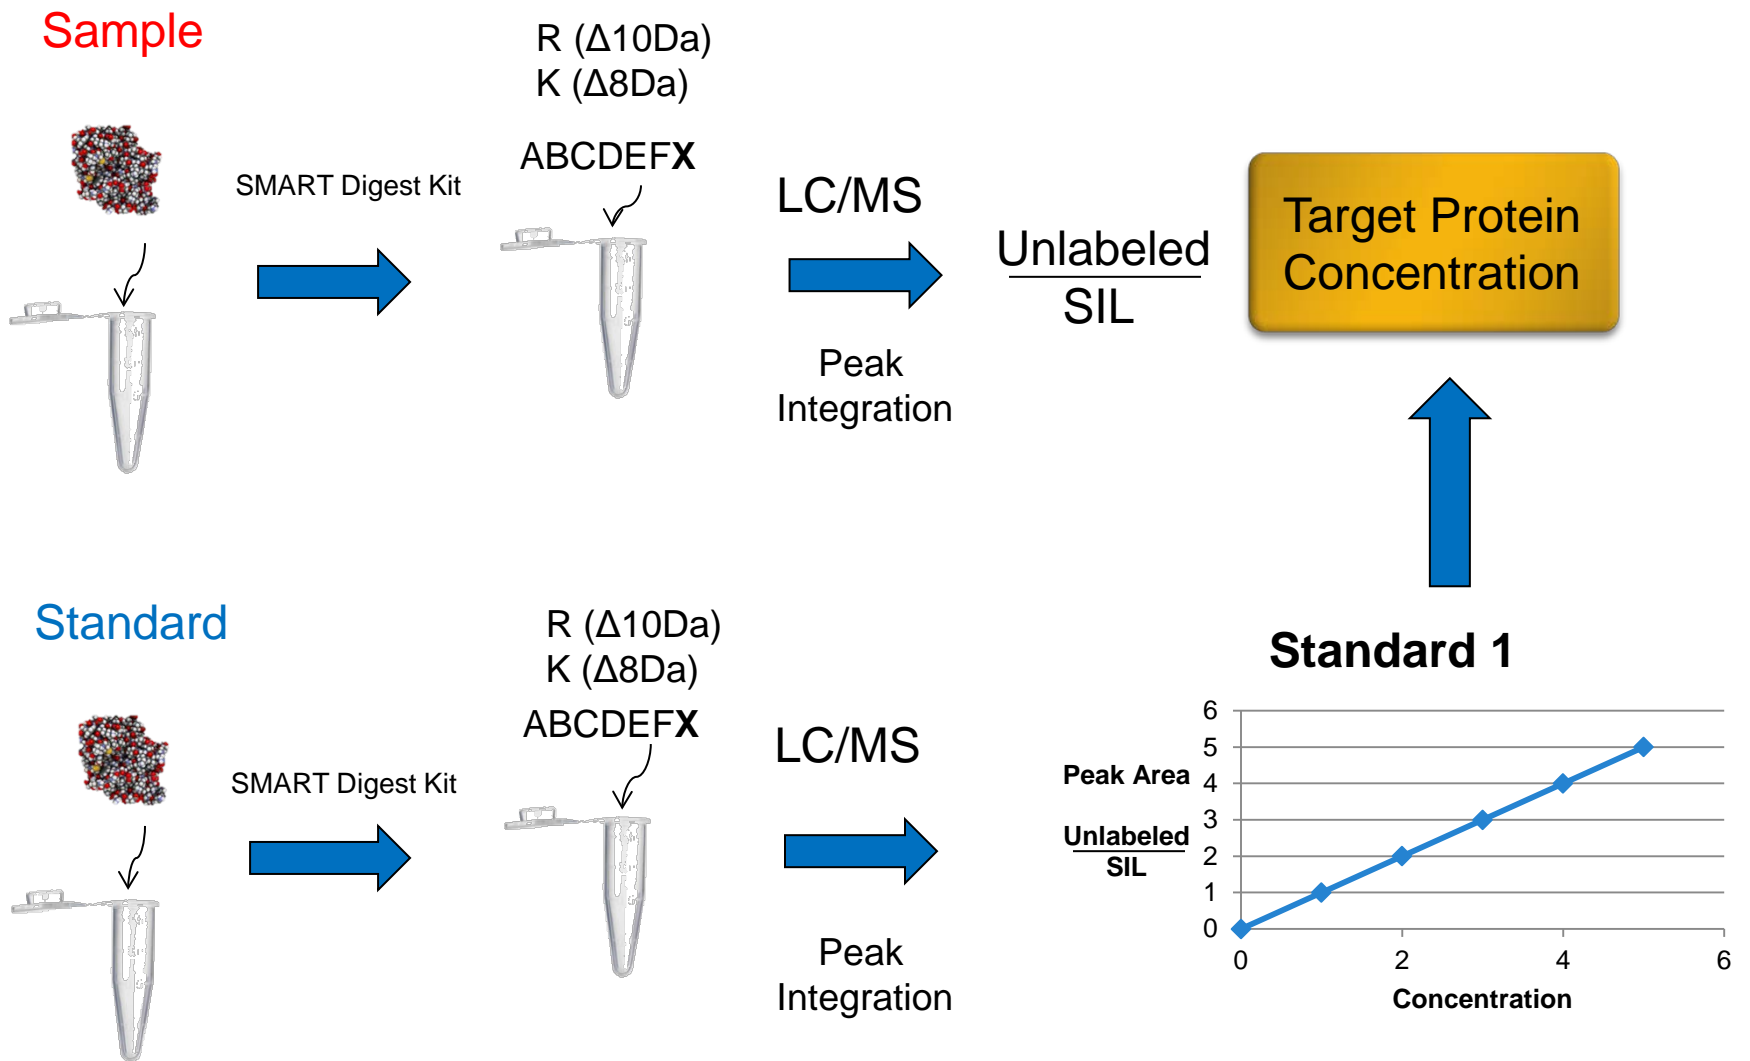 Sample
R (Δ10Da)
K (Δ8Da)
ABCDEFX
SMART Digest Kit
LC/MS
Peak
Integration
Unlabeled
SIL
Target Protein
Concentration
Standard
R (Δ10Da)
K (Δ8Da)
ABCDEFX
SMART Digest Kit
LC/MS
Peak
Integration
Standard 1
Peak Area
Unlabeled
SIL
6
5
4
3
2
1
0
0 2 4 6
Concentration